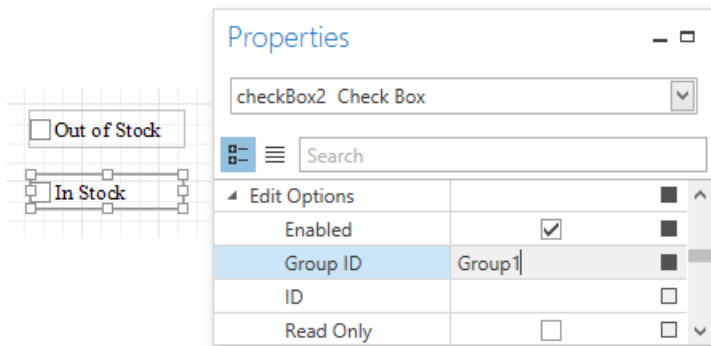 Out of Stock
In Stock
Properties
checkBox2 Check Box
Search
Edit Options
Enabled
Group ID Group1
ID
Read Only